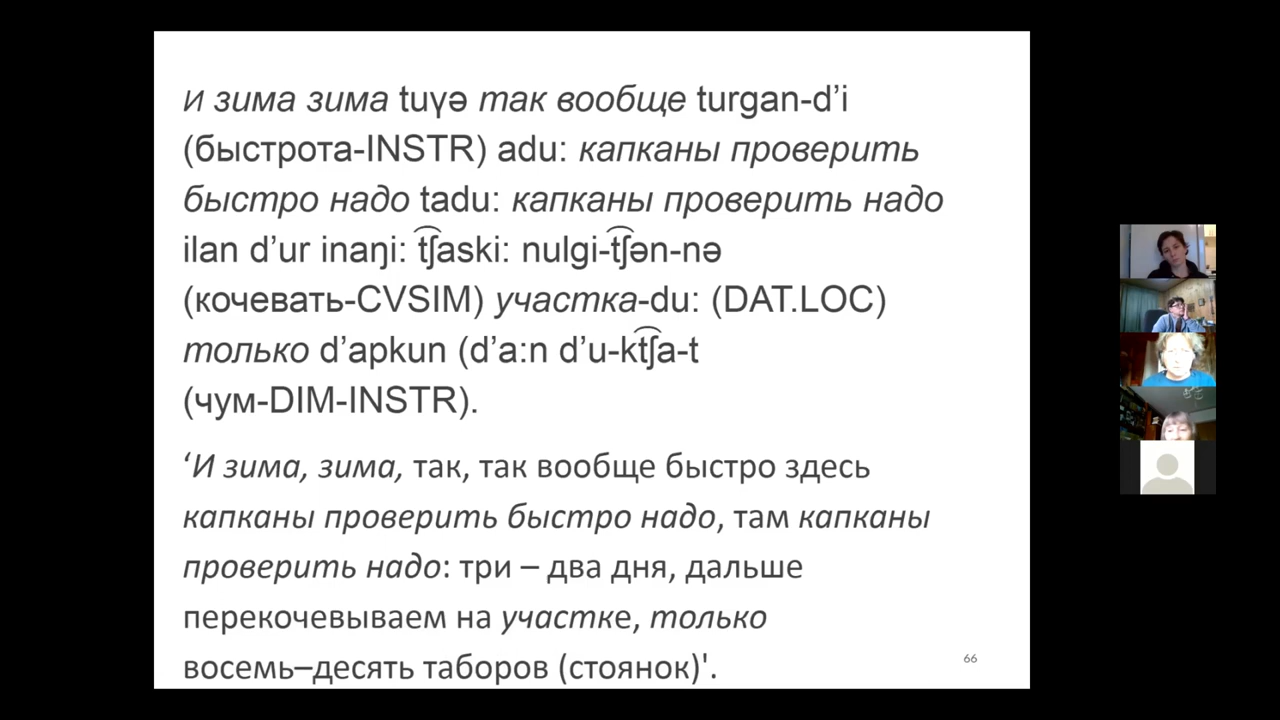 И зима зима tuγə так вообще turgan-d’i
(быстрота-INSTR) adu: капканы проверить
быстро надо tadu: капканы проверить надо
ilan d’ur inaŋi: t͡ʃaski: nulgi-t͡ʃən-nə
(кочевать-CVSIM) участка-du: (DAT.LOC)
только d’apkun (d’a:n d’u-kt͡ʃa-t
(чум-DIM-INSTR).
‘И зима, зима, так, так вообще быстро здесь
капканы проверить быстро надо, там капканы
проверить надо: три – два дня, дальше
перекочевываем на участке, только
восемь–десять таборов (стоянок)'.
66